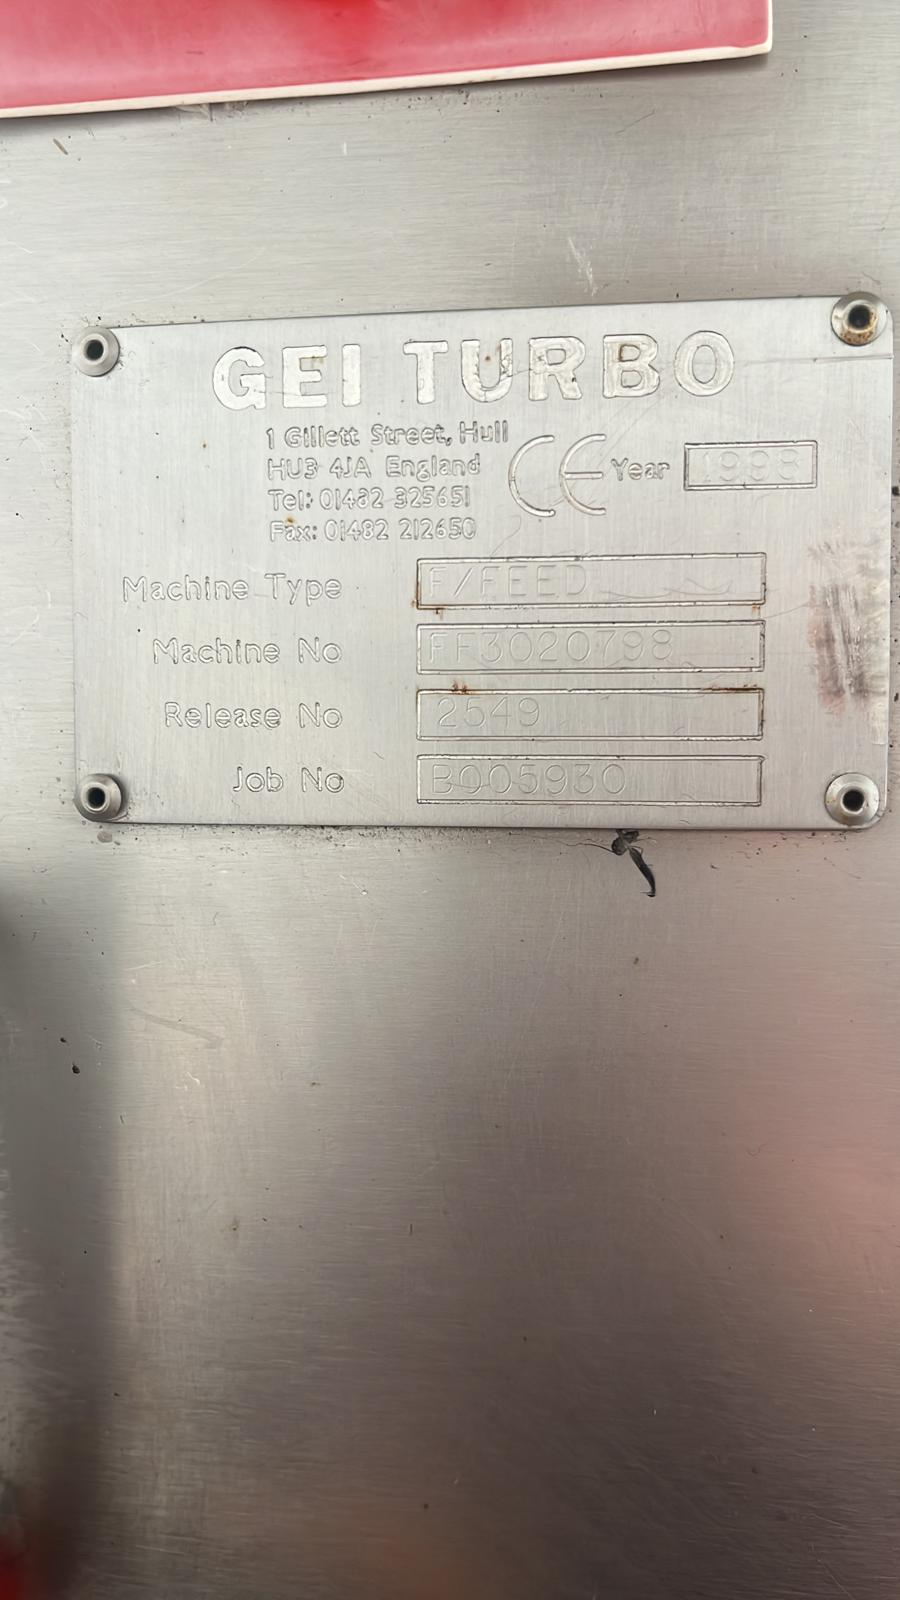 GEI TURBO
1 Gillett Street, Hull
HU3 4JA England
Tel: 01482 325651
Fax: 01482 212650
CE Year 1998
Machine Type F/FEED
Machine No FF3020798
Release No 2549
Job No B005930